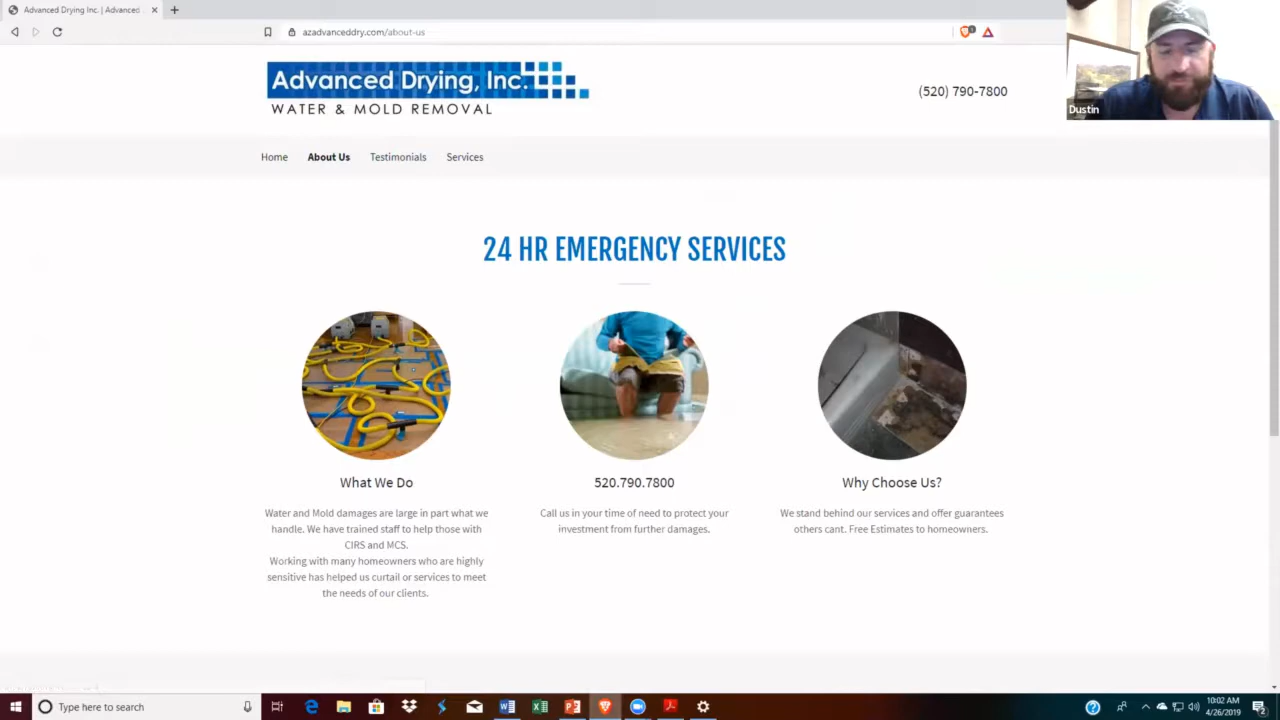 Advanced Drying Inc. | Advanced
azadvanceddry.com/about-us
Advanced Drying, Inc.
WATER & MOLD REMOVAL
(520) 790-7800
Dustin
Home
About Us
Testimonials
Services
24 HR EMERGENCY SERVICES
What We Do
Water and Mold damages are large in part what we
handle. We have trained staff to help those with
CIRS and MCS.
Working with many homeowners who are highly
sensitive has helped us curtail or services to meet
the needs of our clients.
520.790.7800
Call us in your time of need to protect your
investment from further damages.
Why Choose Us?
We stand behind our services and offer guarantees
others cant. Free Estimates to homeowners.
Type here to search
10:02 AM
4/26/2019